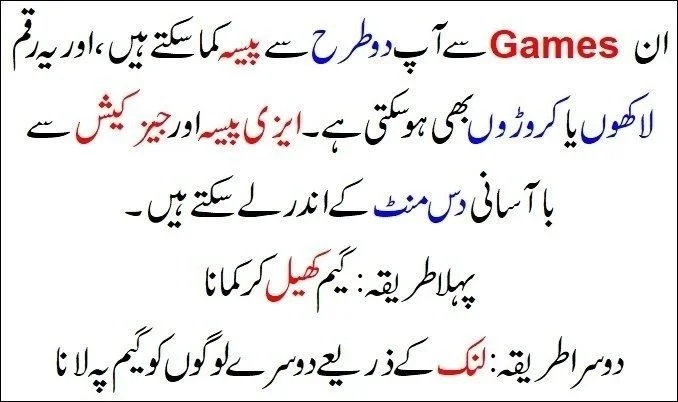 ان Games سے آپ دو طرح سے پیسہ کما سکتے ہیں، اور یہ رقم
لاکھوں یا کروڑوں بھی ہو سکتی ہے۔ ایزی پیسہ اور جیز کیش سے
با آسانی دس منٹ کے اندر لے سکتے ہیں۔
پہلا طریقہ: گیم کھیل کر کمانا
دوسرا طریقہ: لنک کے ذریعے دوسرے لوگوں کو گیم پہ لانا